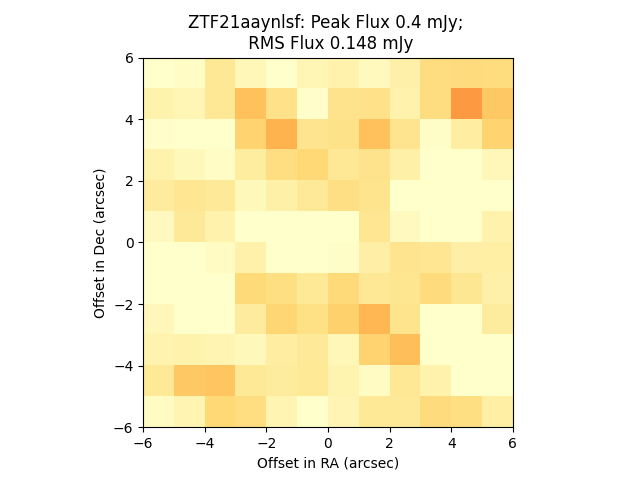 ZTF21aaynlsf: Peak Flux 0.4 mJy;
RMS Flux 0.148 mJy
6
4
2
0
−2
−4
−6
Offset in Dec (arcsec)
−6 −4 −2 0 2 4 6
Offset in RA (arcsec)